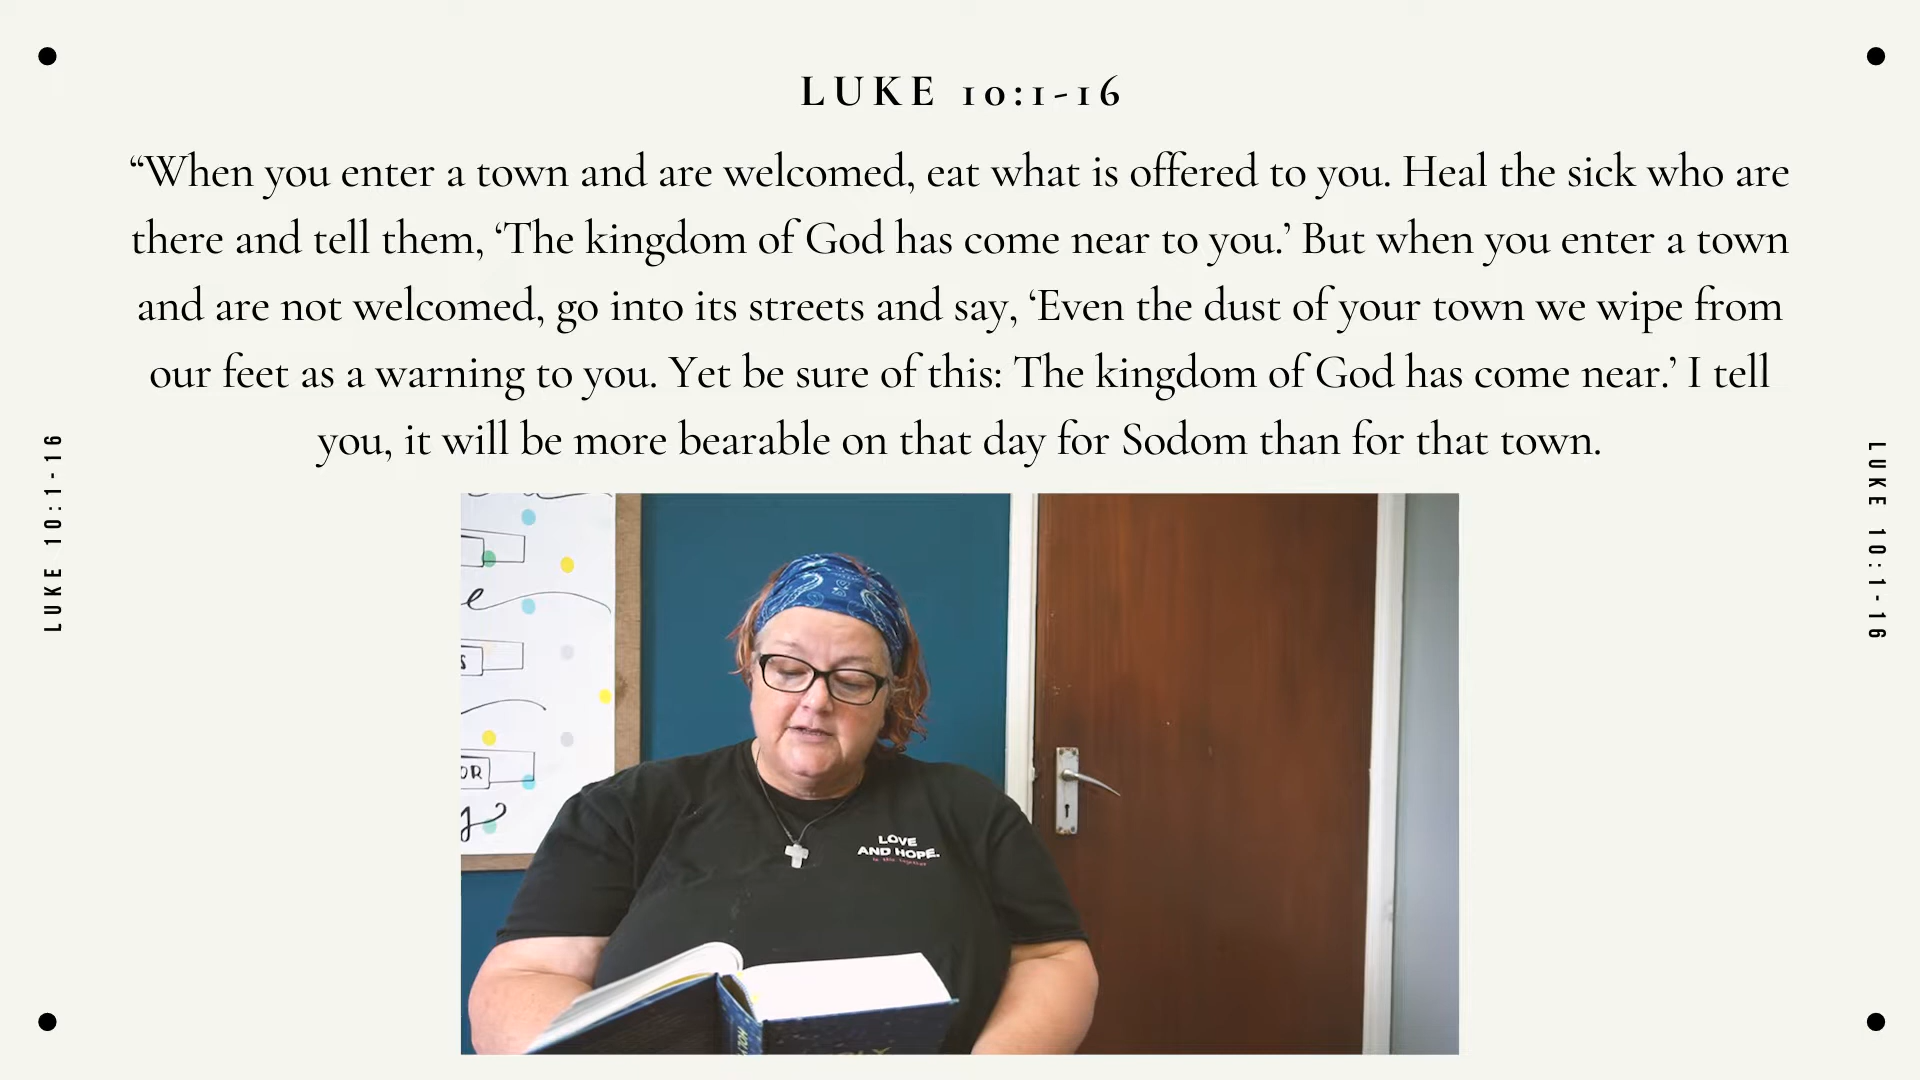 LUKE 10:1-16
“When you enter a town and are welcomed, eat what is offered to you. Heal the sick who are
there and tell them, ‘The kingdom of God has come near to you.’ But when you enter a town
and are not welcomed, go into its streets and say, ‘Even the dust of your town we wipe from
our feet as a warning to you. Yet be sure of this: The kingdom of God has come near.’ I tell
you, it will be more bearable on that day for Sodom than for that town.
LUKE 10:1-16
LUKE 10:1-16
OR
LOVE
AND HOPE.
in this together